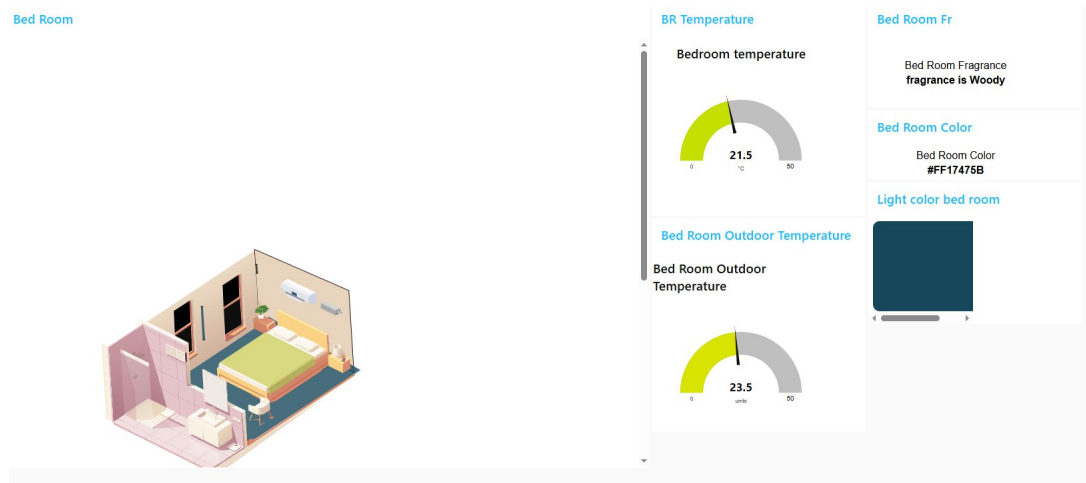 Bed Room
BR Temperature
Bedroom temperature
21.5
0
°C
50
Bed Room Outdoor Temperature
Bed Room Outdoor
Temperature
23.5
0
units
50
Bed Room Fr
Bed Room Fragrance
fragrance is Woody
Bed Room Color
Bed Room Color
#FF17475B
Light color bed room